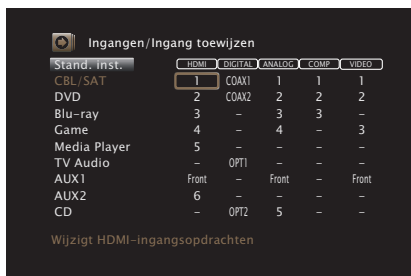 Ingangen/Ingang toewijzen
Stand. inst. HDMI DIGITAL ANALOG COMP VIDEO
CBL/SAT 1 COAX1 1 1 1
DVD 2 COAX2 2 2 2
Blu-ray 3 – 3 3 –
Game 4 – 4 – 3
Media Player 5 – – – –
TV Audio – OPT1 – – –
AUX1 Front – Front – Front
AUX2 6 – – – –
CD – OPT2 5 – –
Wijzigt HDMI-ingangsopdrachten